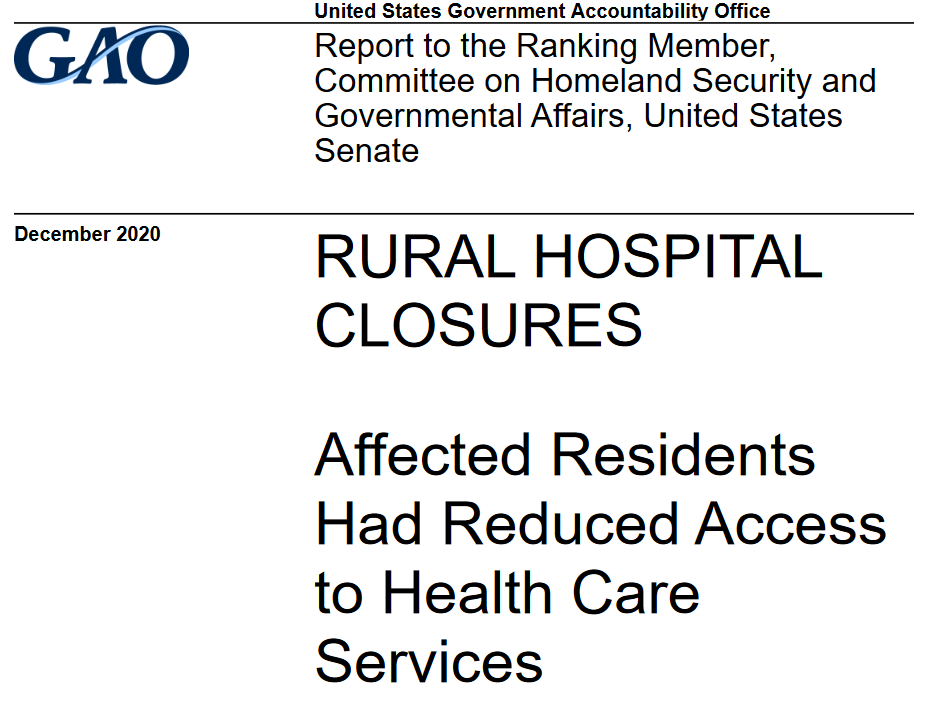 United States Government Accountability Office
GAO
Report to the Ranking Member,
Committee on Homeland Security and
Governmental Affairs, United States
Senate
December 2020
RURAL HOSPITAL
CLOSURES
Affected Residents
Had Reduced Access
to Health Care
Services